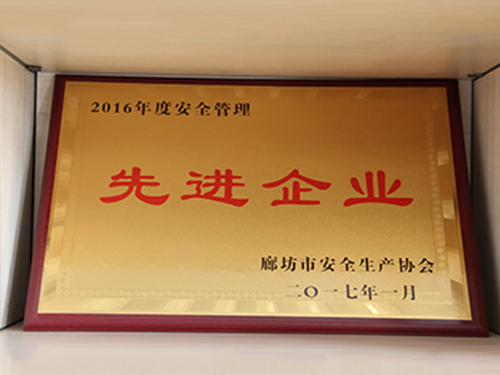 2016年度安全管理
先进企业
廊坊市安全生产协会
二〇一七年一月